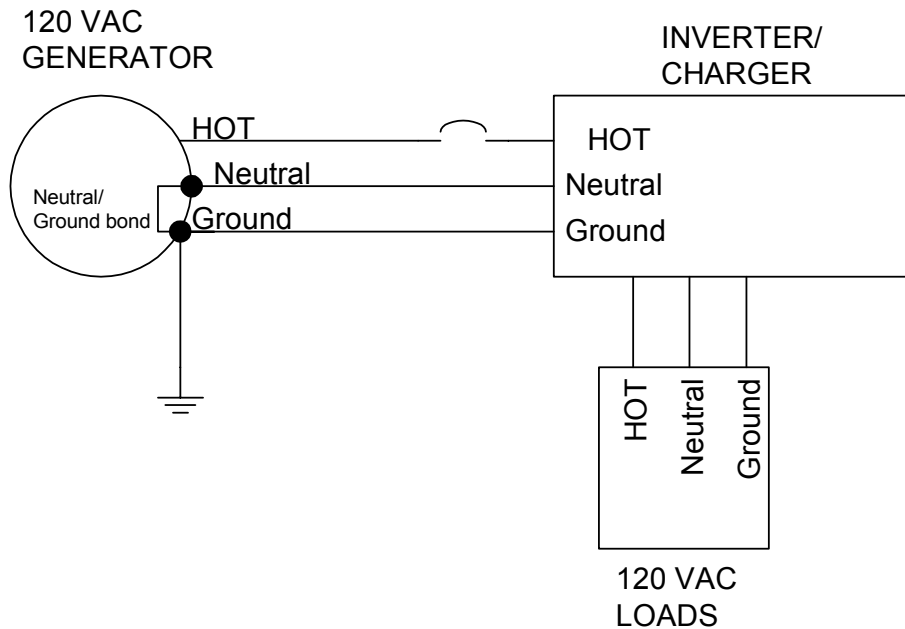 120 VAC
GENERATOR
INVERTER/
CHARGER
HOT
HOT
Neutral
Neutral
Neutral/
Ground bond
Ground
Ground
HOT
Neutral
Ground
120 VAC
LOADS